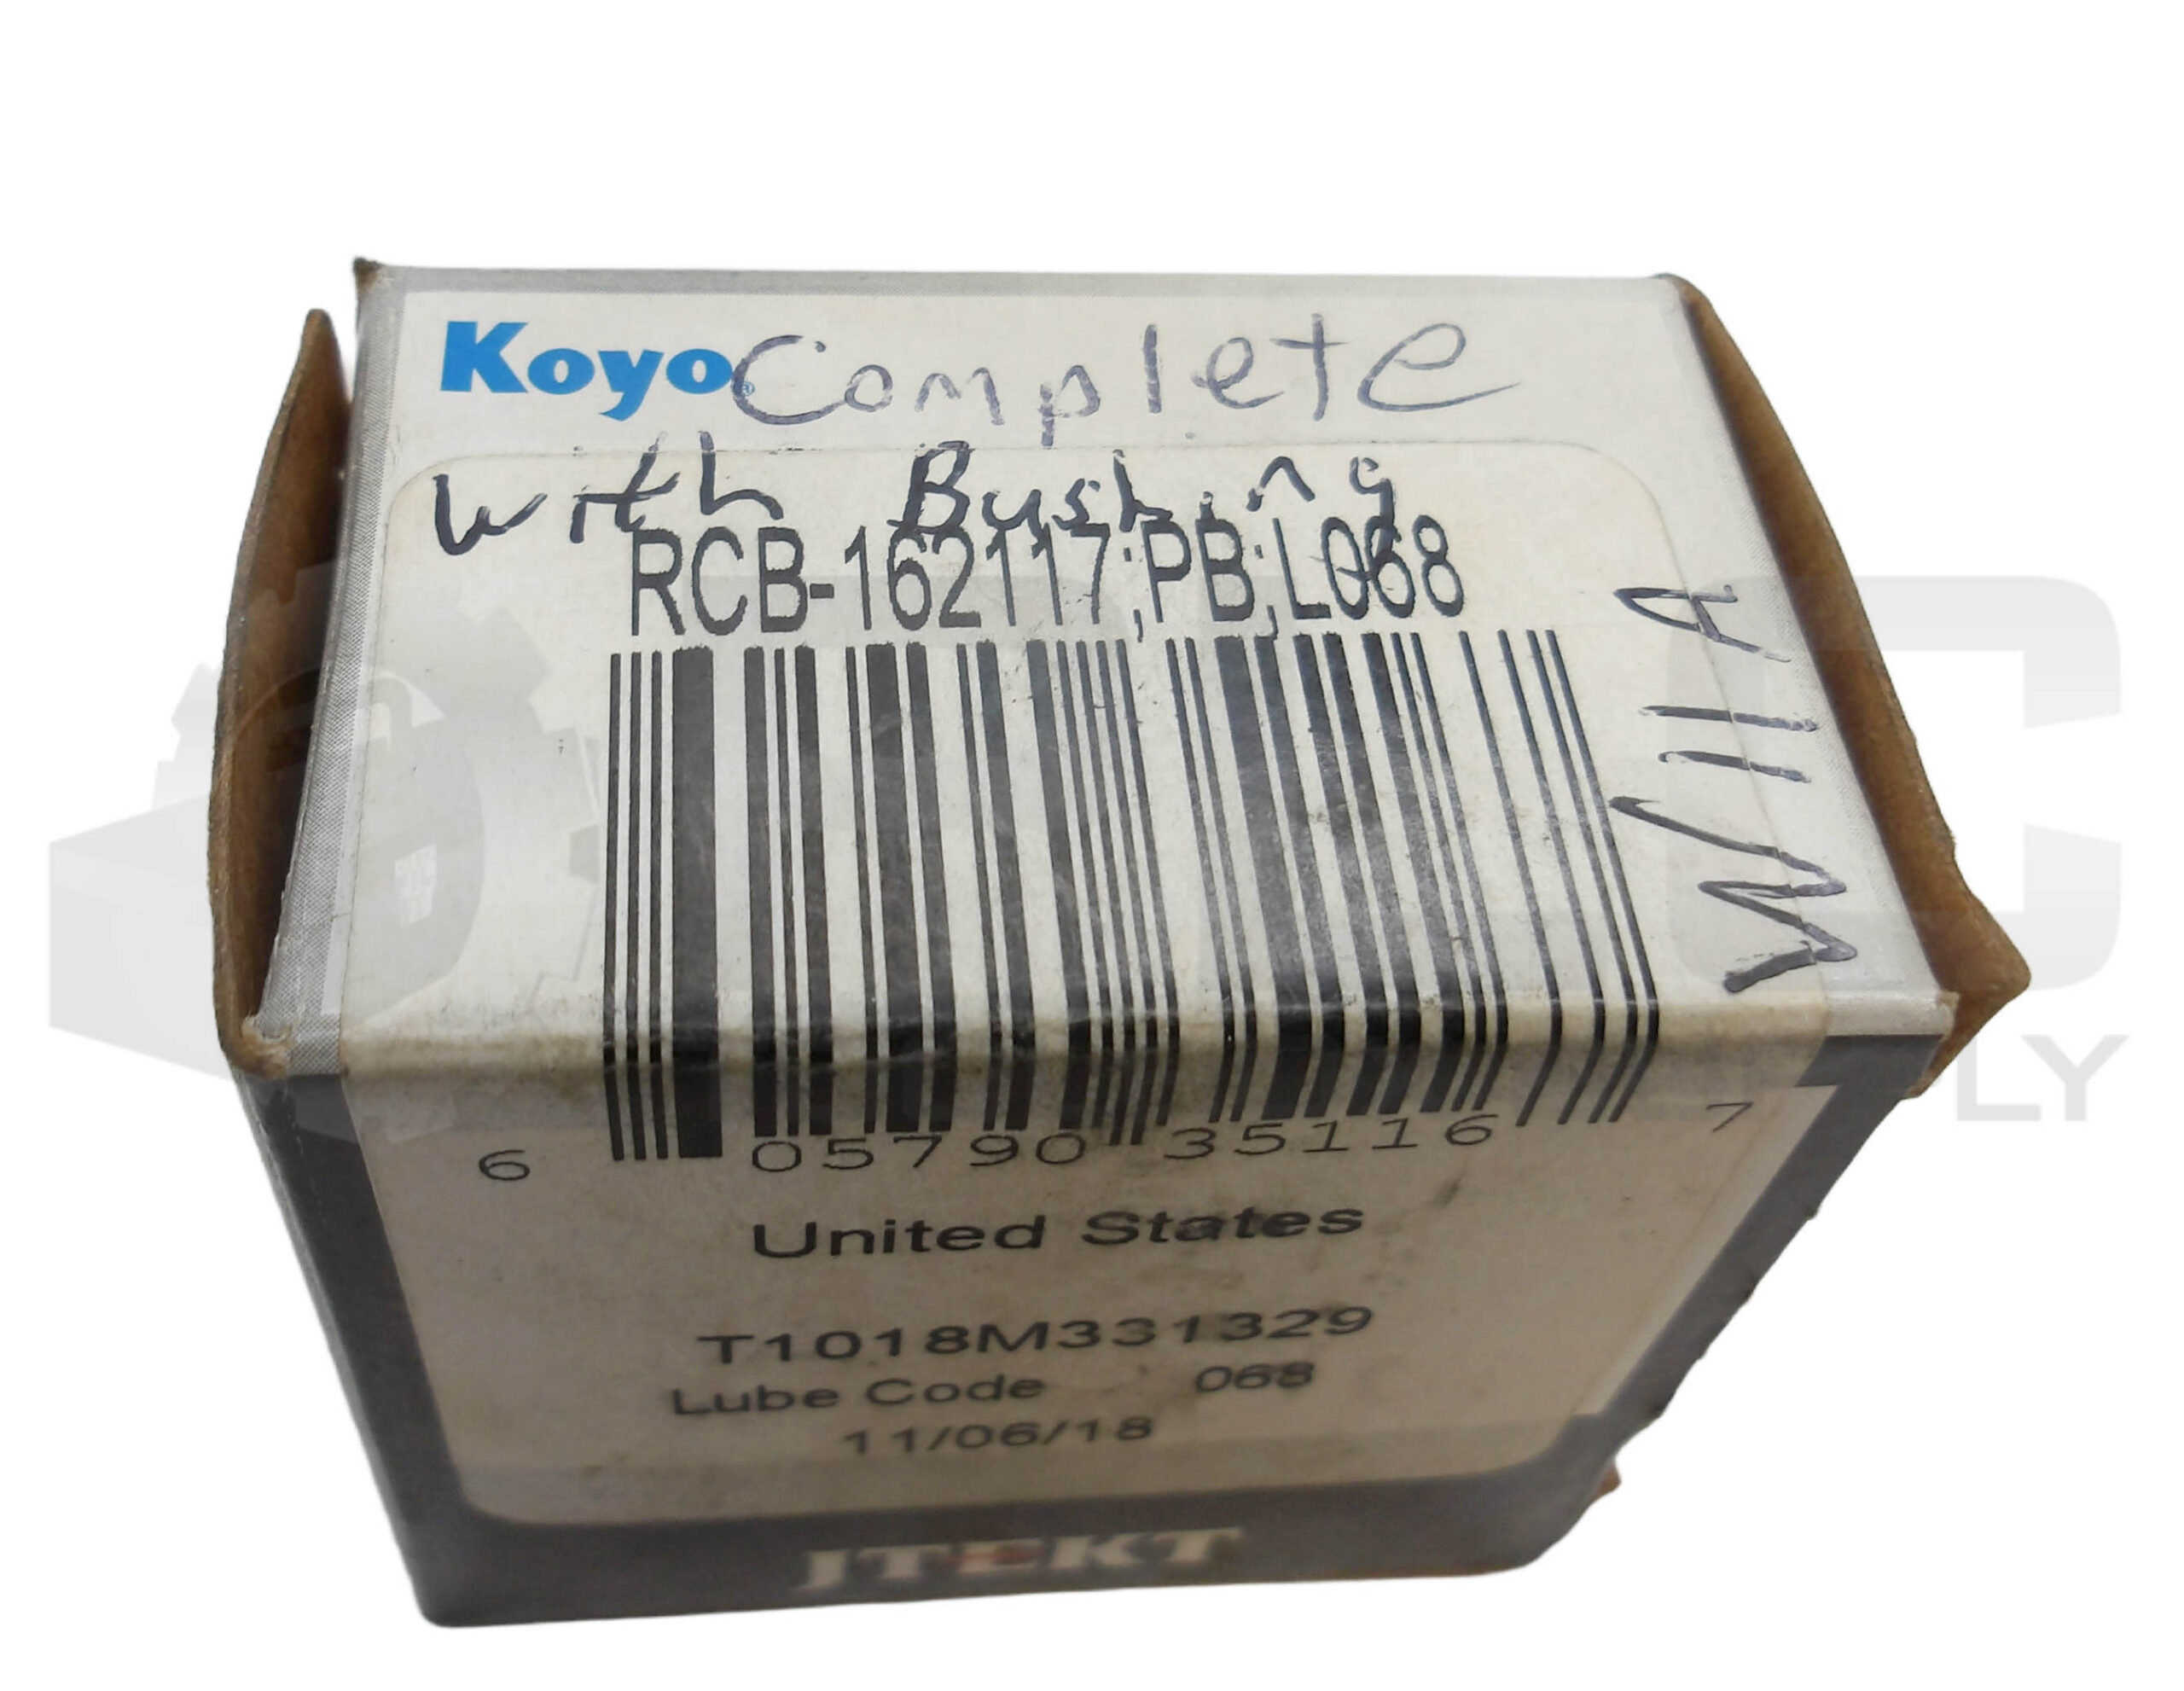 Koyo® Complete
with Bushing
RCB-162117;PB;L068
W11A
6 05790 35116 7
United States
T1018M331329
Lube Code 068
11/06/18
JTEKT